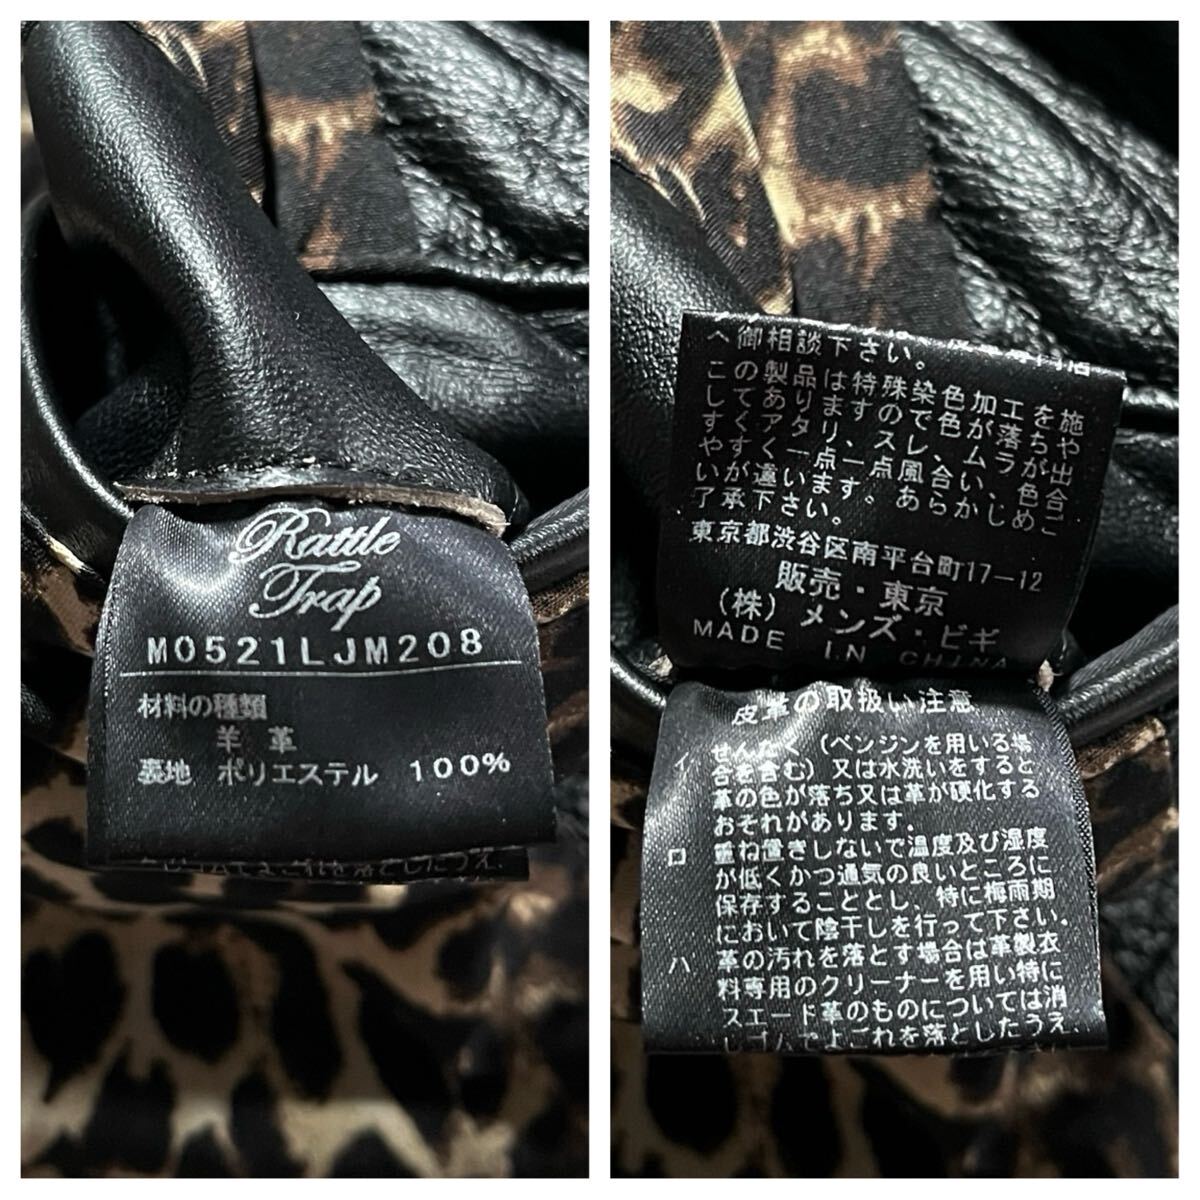 Rattle
Trap
M0521LJM208
材料の種類
羊 革
裏地 ポリエステル 100%
よごれを落としたうえ、
へ御相談下さい。
この製品は特殊染色加工を施
してありますので色が落ちや
すくアタリ、スレ、ムラが出
やすく一点一点風合い、色合
いが違います。あらかじめご
了承下さい。
東京都渋谷区南平台町17-12
販売・東京
(株) メンズ・ビギ
MADE IN CHINA
皮革の取扱い注意
イ せんたく (ベンジンを用いる場
合を含む) 又は水洗いをすると
革の色が落ち又は革が硬化する
おそれがあります。
ロ 重ね置きしないで温度及び湿度
が低くかつ通気の良いところに
保存することとし、特に梅雨期
において陰干しを行って下さい。
ハ 革の汚れを落とす場合は革製衣
料専用のクリーナーを用い特に
スエード革のものについては消
しゴムでよごれを落としたうえ